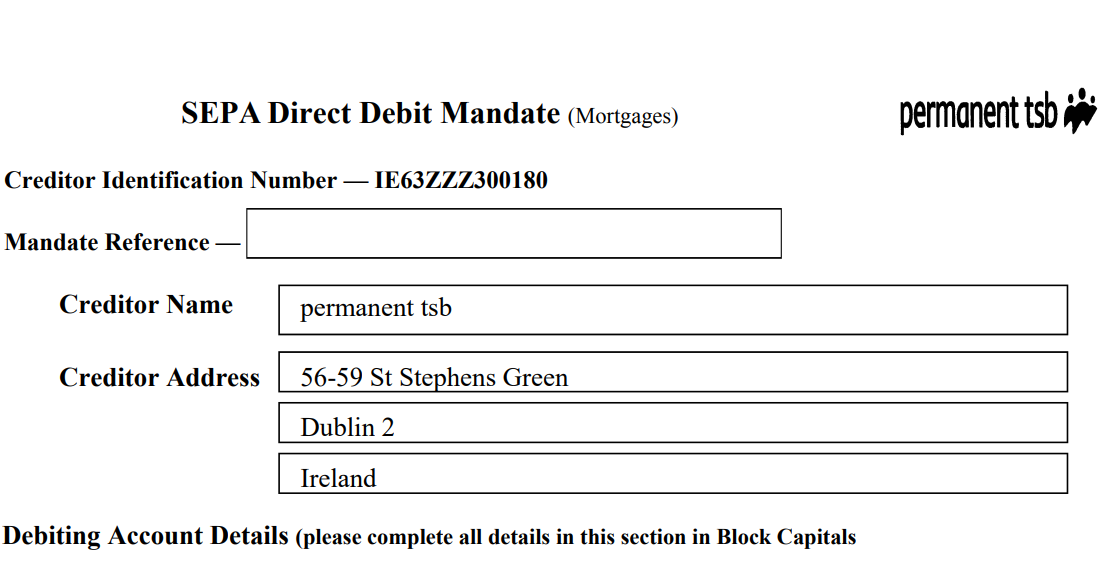 SEPA Direct Debit Mandate (Mortgages)
permanent tsb
Creditor Identification Number — IE63ZZZ300180
Mandate Reference —
Creditor Name permanent tsb
Creditor Address 56-59 St Stephens Green
Dublin 2
Ireland
Debiting Account Details (please complete all details in this section in Block Capitals